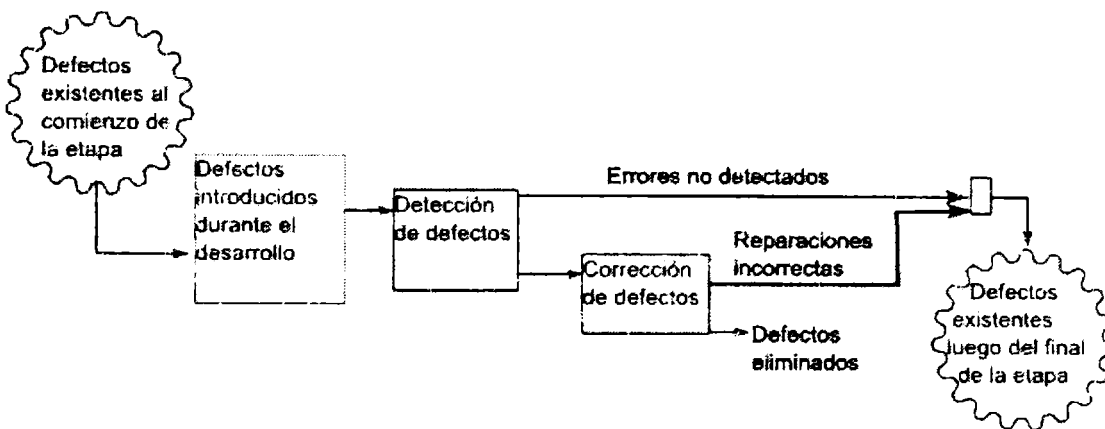 Defectos
existentes al
comienzo de
la etapa
Defectos
introducidos
durante el
desarrollo
Detección
de defectos
Errores no detectados
Corrección
de defectos
Reparaciones
incorrectas
Defectos
eliminados
Defectos
existentes
luego del final
de la etapa